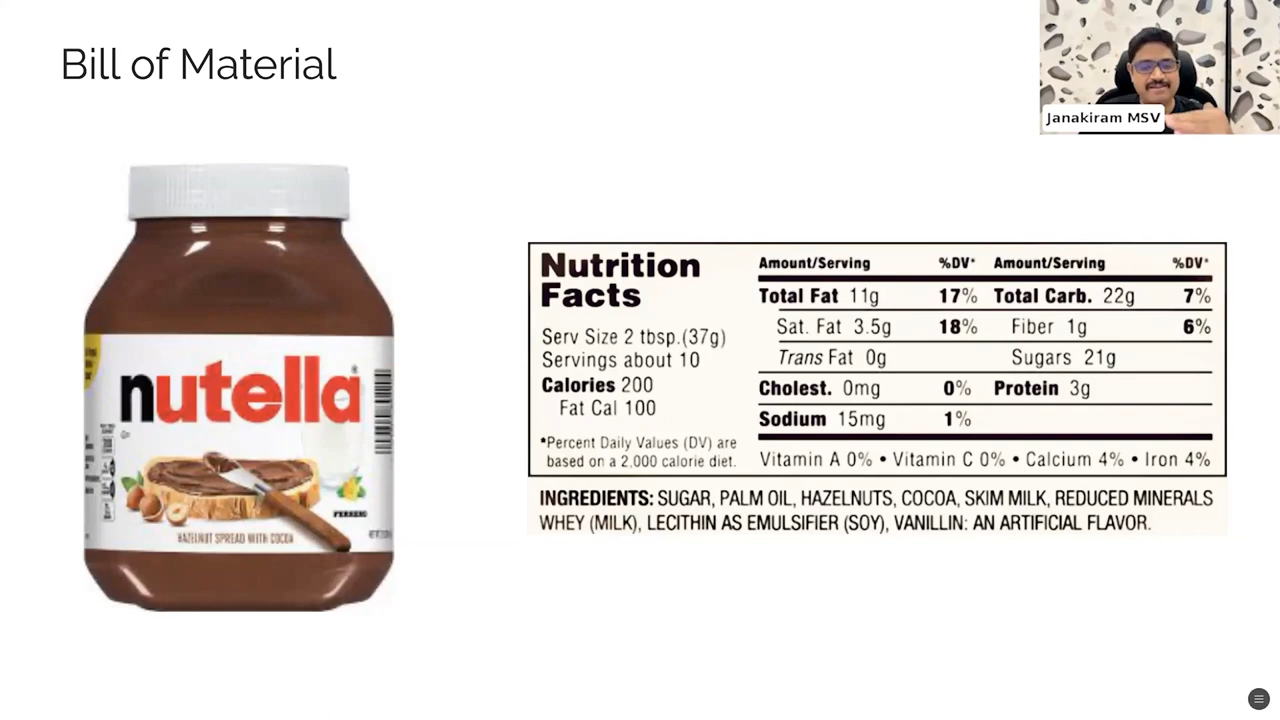 Bill of Material
Janakiram MSV
nutella®
FERRERO
HAZELNUT SPREAD WITH COCOA
Nutrition
Facts
Serv Size 2 tbsp.(37g)
Servings about 10
Calories 200
Fat Cal 100
*Percent Daily Values (DV) are
based on a 2,000 calorie diet.
Amount/Serving %DV* Amount/Serving %DV*
Total Fat 11g 17% Total Carb. 22g 7%
Sat. Fat 3.5g 18% Fiber 1g 6%
Trans Fat 0g Sugars 21g
Cholest. 0mg 0% Protein 3g
Sodium 15mg 1%
Vitamin A 0% • Vitamin C 0% • Calcium 4% • Iron 4%
INGREDIENTS: SUGAR, PALM OIL, HAZELNUTS, COCOA, SKIM MILK, REDUCED MINERALS
WHEY (MILK), LECITHIN AS EMULSIFIER (SOY), VANILLIN: AN ARTIFICIAL FLAVOR.